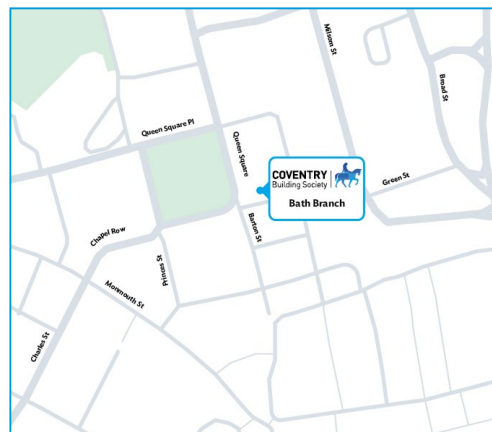 Milsom St
Broad St
Queen Square Pl
Queen Square
COVENTRY
Building Society
Bath Branch
Green St
Barton St
Chapel Row
Princes St
Monmouth St
Charles St